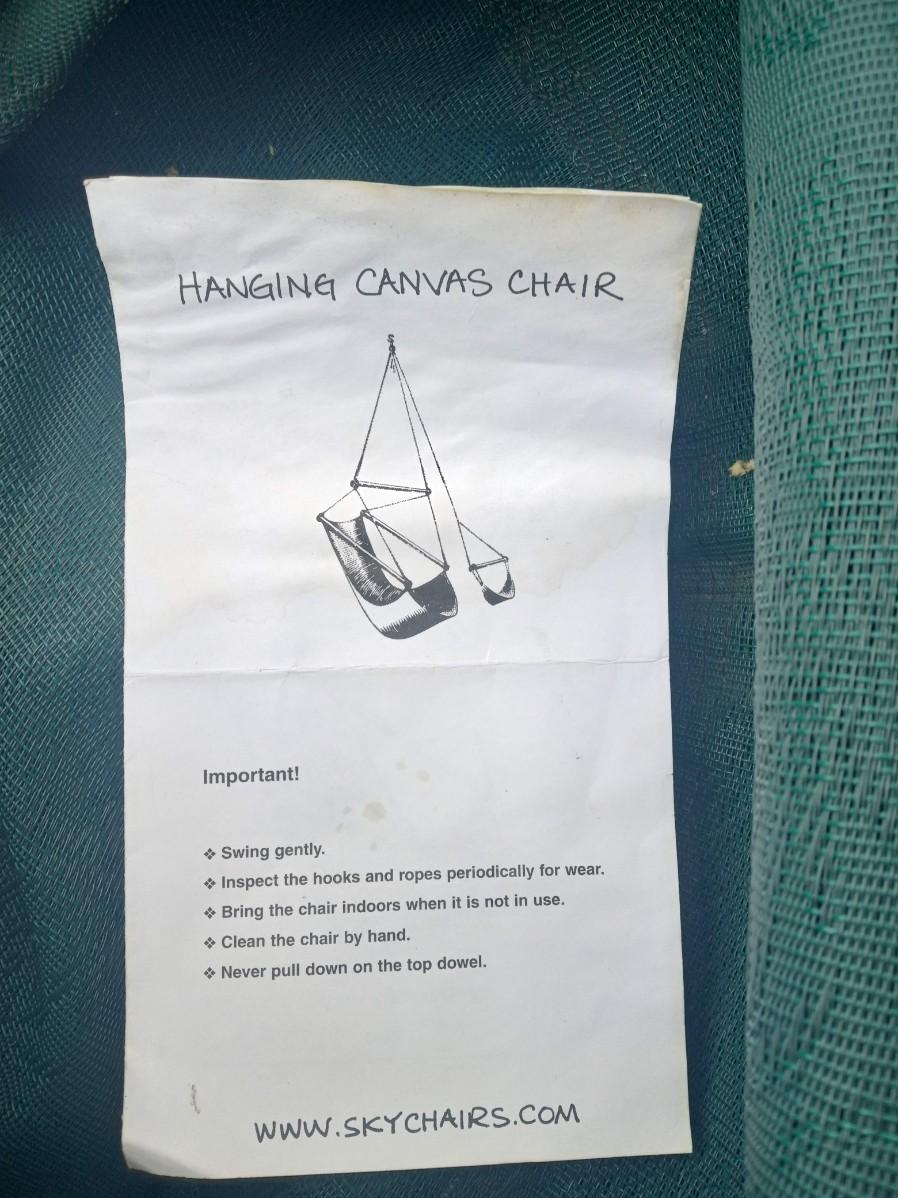 HANGING CANVAS CHAIR
Important!
❖ Swing gently.
❖ Inspect the hooks and ropes periodically for wear.
❖ Bring the chair indoors when it is not in use.
❖ Clean the chair by hand.
❖ Never pull down on the top dowel.
WWW.SKYCHAIRS.COM